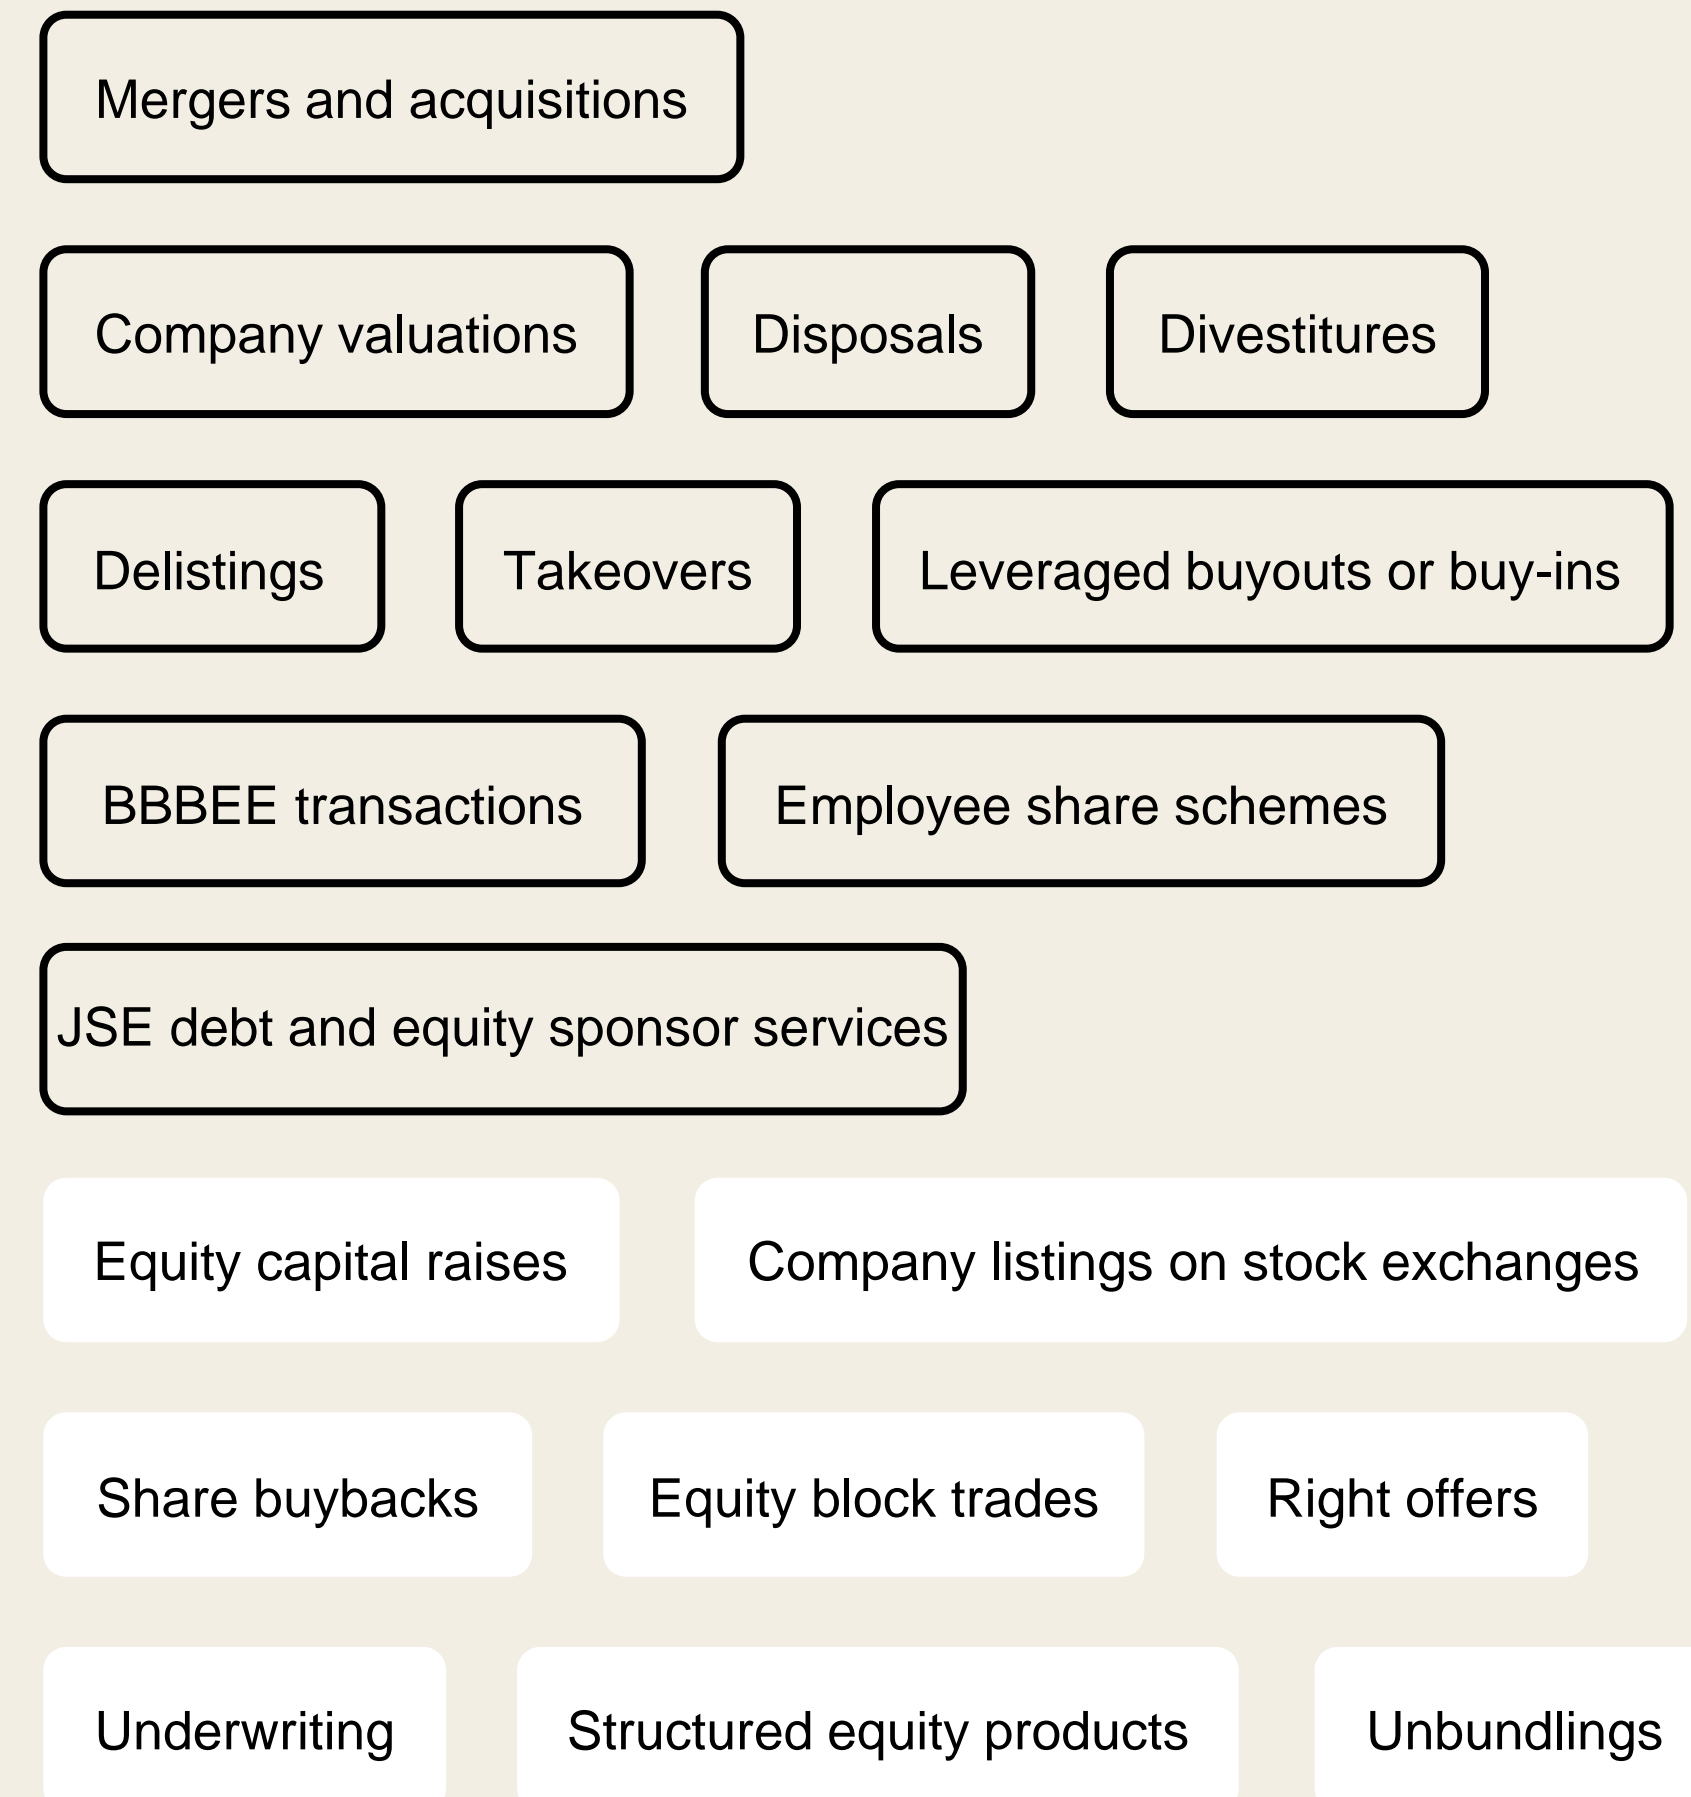 Mergers and acquisitions
Company valuations
Disposals
Divestitures
Delistings
Takeovers
Leveraged buyouts or buy-ins
BBBEE transactions
Employee share schemes
JSE debt and equity sponsor services
Equity capital raises
Company listings on stock exchanges
Share buybacks
Equity block trades
Right offers
Underwriting
Structured equity products
Unbundlings